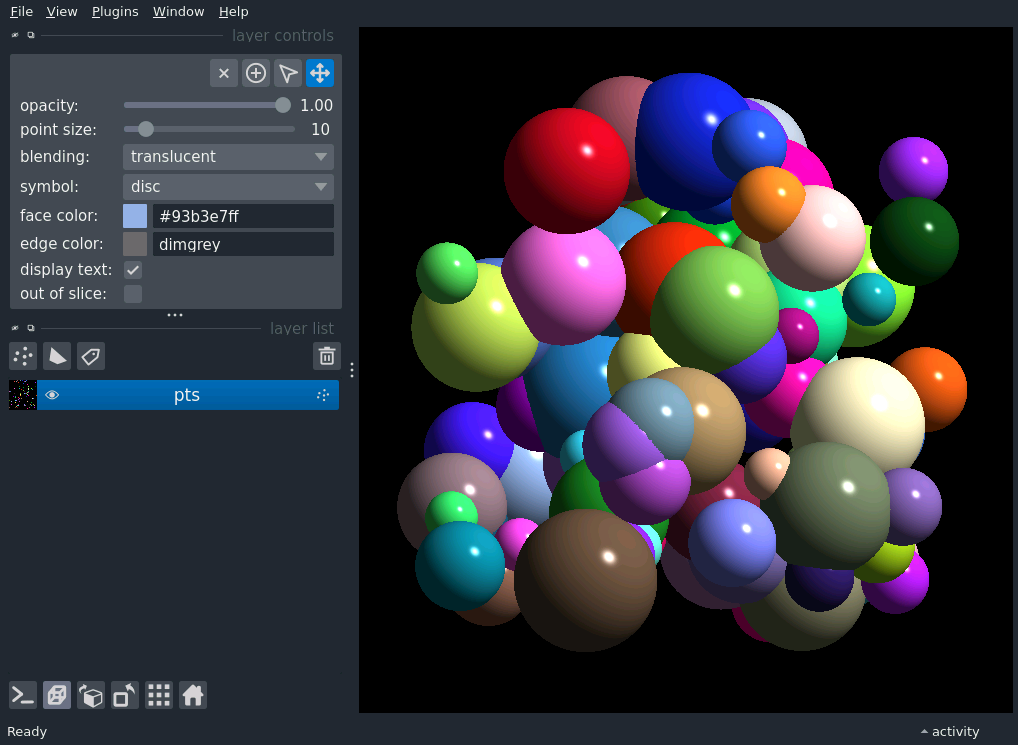 File View Plugins Window Help
layer controls
opacity: 1.00
point size: 10
blending: translucent
symbol: disc
face color: #93b3e7ff
edge color: dimgrey
display text:
out of slice:
layer list
pts
Ready activity